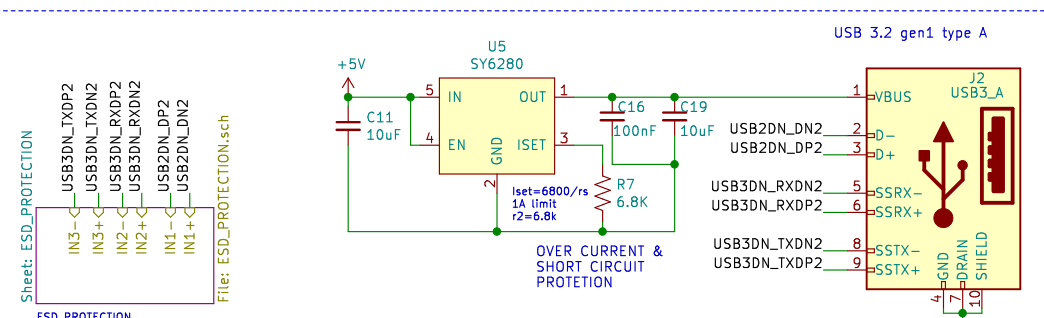 USB 3.2 gen1 type A
U5
SY6280
+5V
5
IN
OUT
1
4
EN
GND
ISET
3
2
C11
10uF
C16
100nF
C19
10uF
R7
6.8K
Iset=6800/rs
1A limit
r2=6.8k
OVER CURRENT &
SHORT CIRCUIT
PROTETION
J2
USB3_A
1
VBUS
USB2DN_DN2
2
D-
USB2DN_DP2
3
D+
USB3DN_RXDN2
5
SSRX-
USB3DN_RXDP2
6
SSRX+
USB3DN_TXDN2
8
SSTX-
USB3DN_TXDP2
9
SSTX+
GND
DRAIN
SHIELD
4
7
10
Sheet: ESD_PROTECTION
USB3DN_TXDP2
USB3DN_TXDN2
USB3DN_RXDP2
USB3DN_RXDN2
USB2DN_DP2
USB2DN_DN2
IN3-
IN3+
IN2-
IN2+
IN1-
IN1+
File: ESD_PROTECTION.sch
ESD PROTECTION